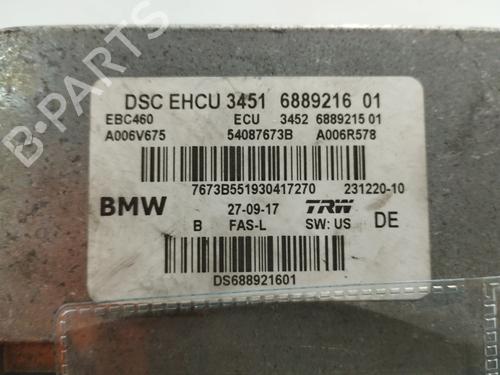 DSC EHCU 3451 6889216 01
EBC460 ECU 3452 6889215 01
A006V675 54087673B A006R578
7673B551930417270 231220-10
BMW 27-09-17 TRW DE
B FAS-L SW: US
DS688921601
B-PARTS